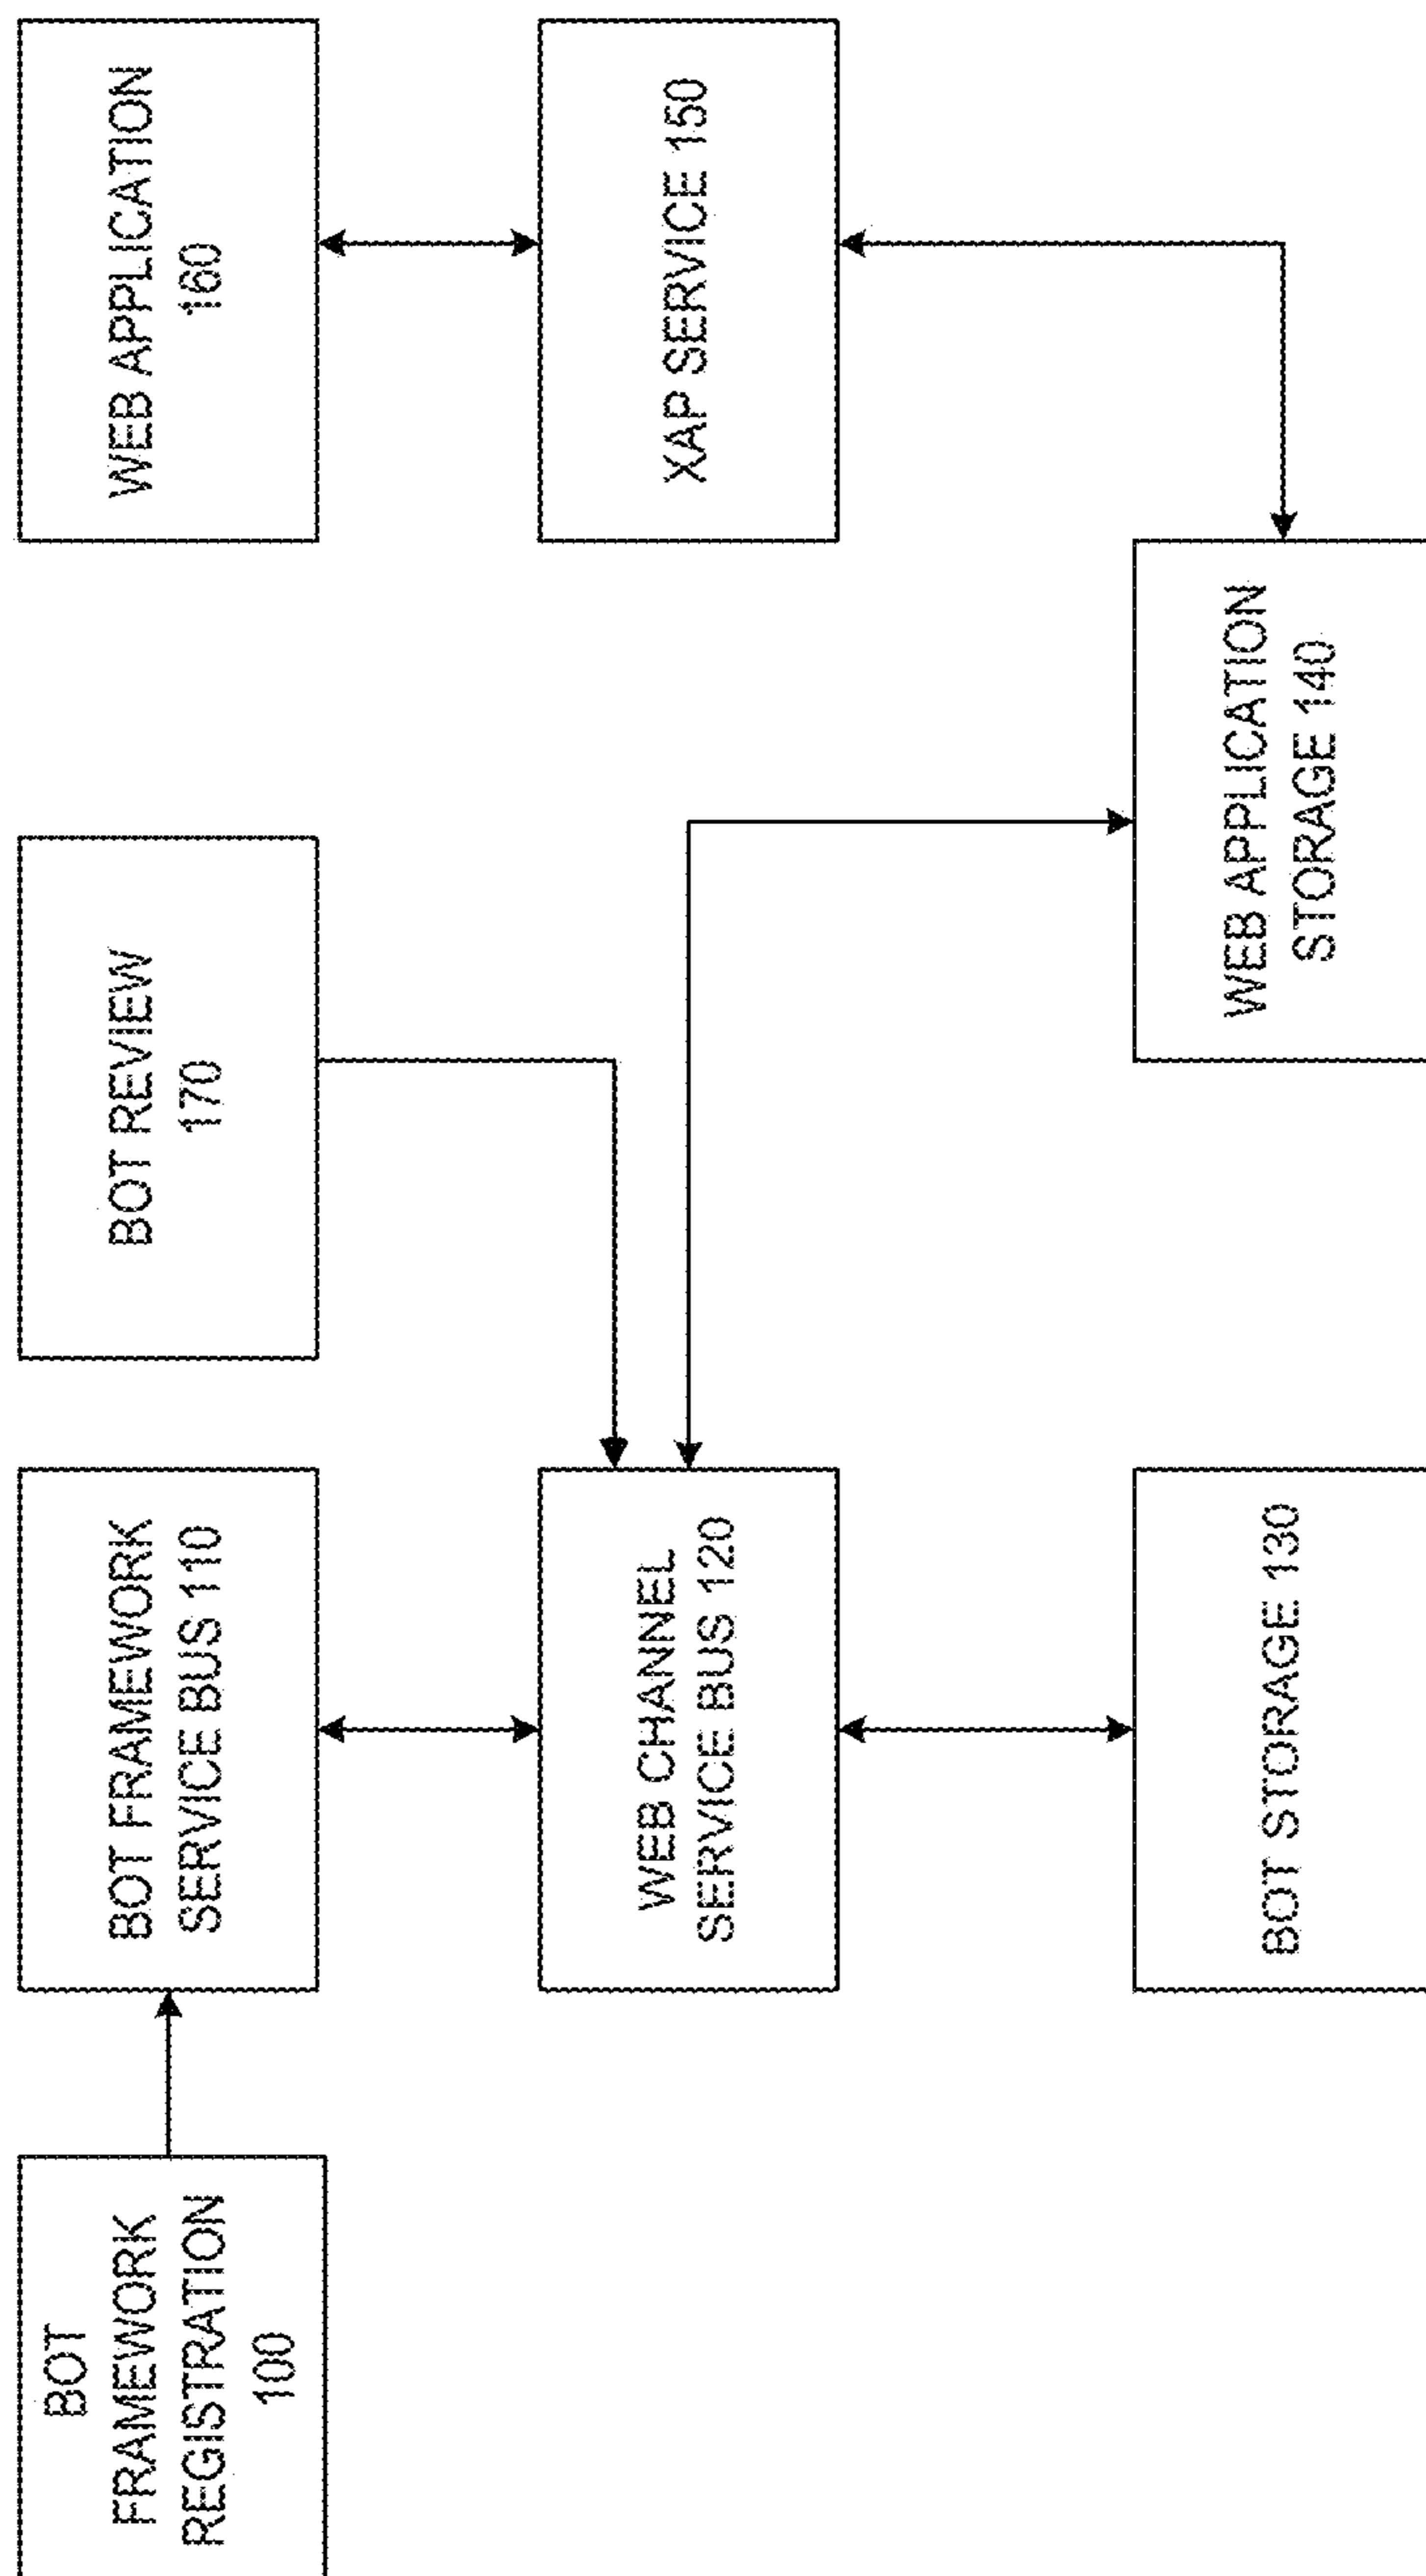 BOT
FRAMEWORK
REGISTRATION
100
BOT FRAMEWORK
SERVICE BUS 110
BOT REVIEW
170
WEB APPLICATION
160
WEB CHANNEL
SERVICE BUS 120
XAP SERVICE 150
BOT STORAGE 130
WEB APPLICATION
STORAGE 140